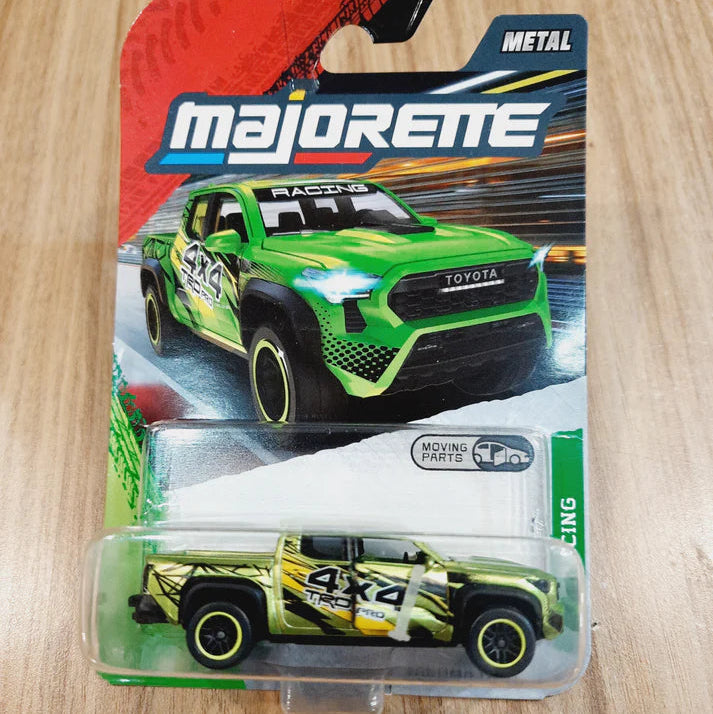 METAL
majorette
RACING
4x4
TRD PRO
TOYOTA
MOVING
PARTS
CING
4x4
TRD PRO